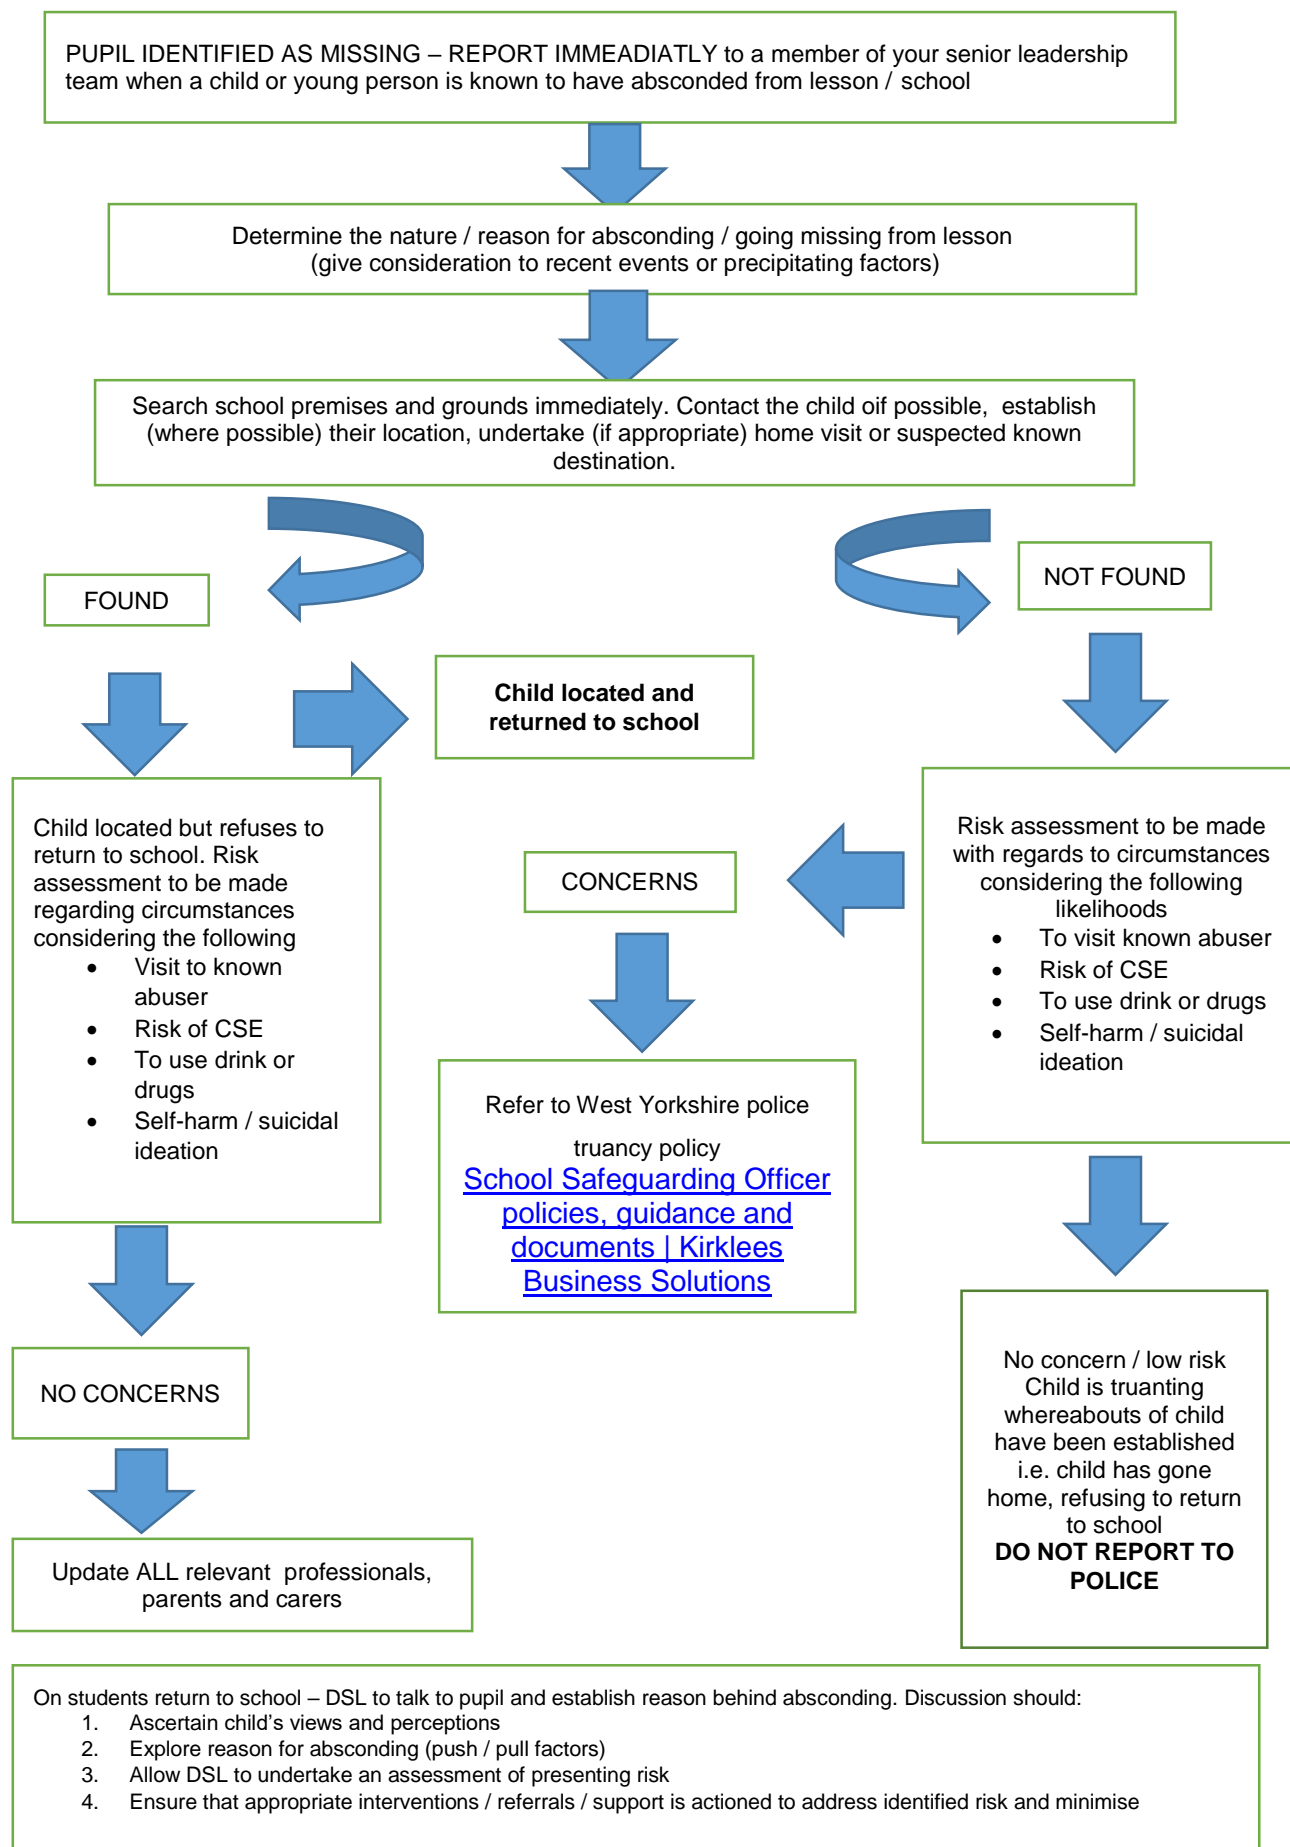 PUPIL IDENTIFIED AS MISSING – REPORT IMMEADIATLY to a member of your senior leadership
team when a child or young person is known to have absconded from lesson / school
Determine the nature / reason for absconding / going missing from lesson
(give consideration to recent events or precipitating factors)
Search school premises and grounds immediately. Contact the child oif possible, establish
(where possible) their location, undertake (if appropriate) home visit or suspected known
destination.
FOUND
NOT FOUND
Child located and
returned to school
Child located but refuses to
return to school. Risk
assessment to be made
regarding circumstances
considering the following
• Visit to known
abuser
• Risk of CSE
• To use drink or
drugs
• Self-harm / suicidal
ideation
CONCERNS
Risk assessment to be made
with regards to circumstances
considering the following
likelihoods
• To visit known abuser
• Risk of CSE
• To use drink or drugs
• Self-harm / suicidal
ideation
Refer to West Yorkshire police
truancy policy
School Safeguarding Officer
policies, guidance and
documents | Kirklees
Business Solutions
NO CONCERNS
No concern / low risk
Child is truanting
whereabouts of child
have been established
i.e. child has gone
home, refusing to return
to school
DO NOT REPORT TO
POLICE
Update ALL relevant professionals,
parents and carers
On students return to school – DSL to talk to pupil and establish reason behind absconding. Discussion should:
1. Ascertain child’s views and perceptions
2. Explore reason for absconding (push / pull factors)
3. Allow DSL to undertake an assessment of presenting risk
4. Ensure that appropriate interventions / referrals / support is actioned to address identified risk and minimise